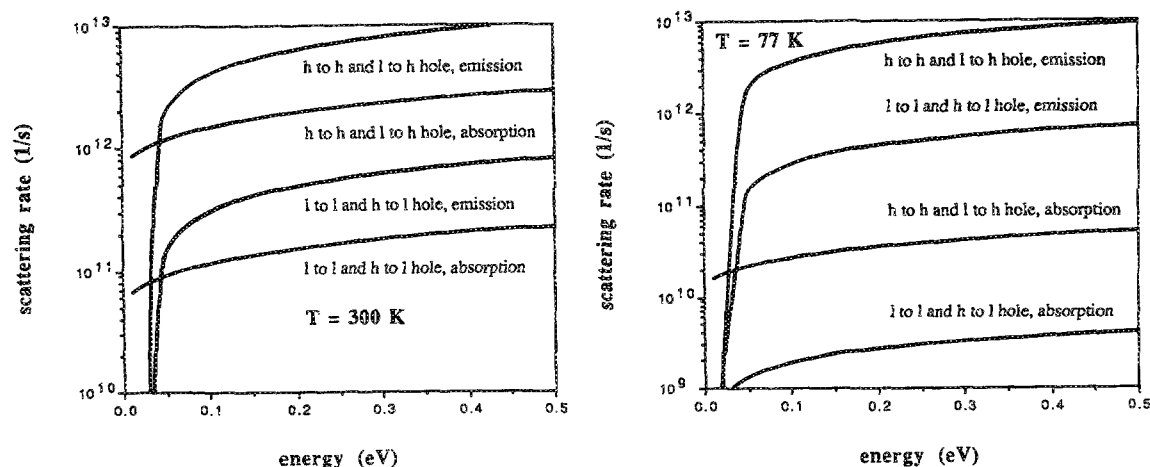 10^13
h to h and l to h hole, emission
10^12
h to h and l to h hole, absorption
l to l and h to l hole, emission
10^11
l to l and h to l hole, absorption
T = 300 K
10^10
0.0 0.1 0.2 0.3 0.4 0.5
energy (eV)
scattering rate (1/s)
10^13
T = 77 K
h to h and l to h hole, emission
10^12
l to l and h to l hole, emission
10^11
h to h and l to h hole, absorption
10^10
l to l and h to l hole, absorption
10^9
0.0 0.1 0.2 0.3 0.4 0.5
energy (eV)
scattering rate (1/s)